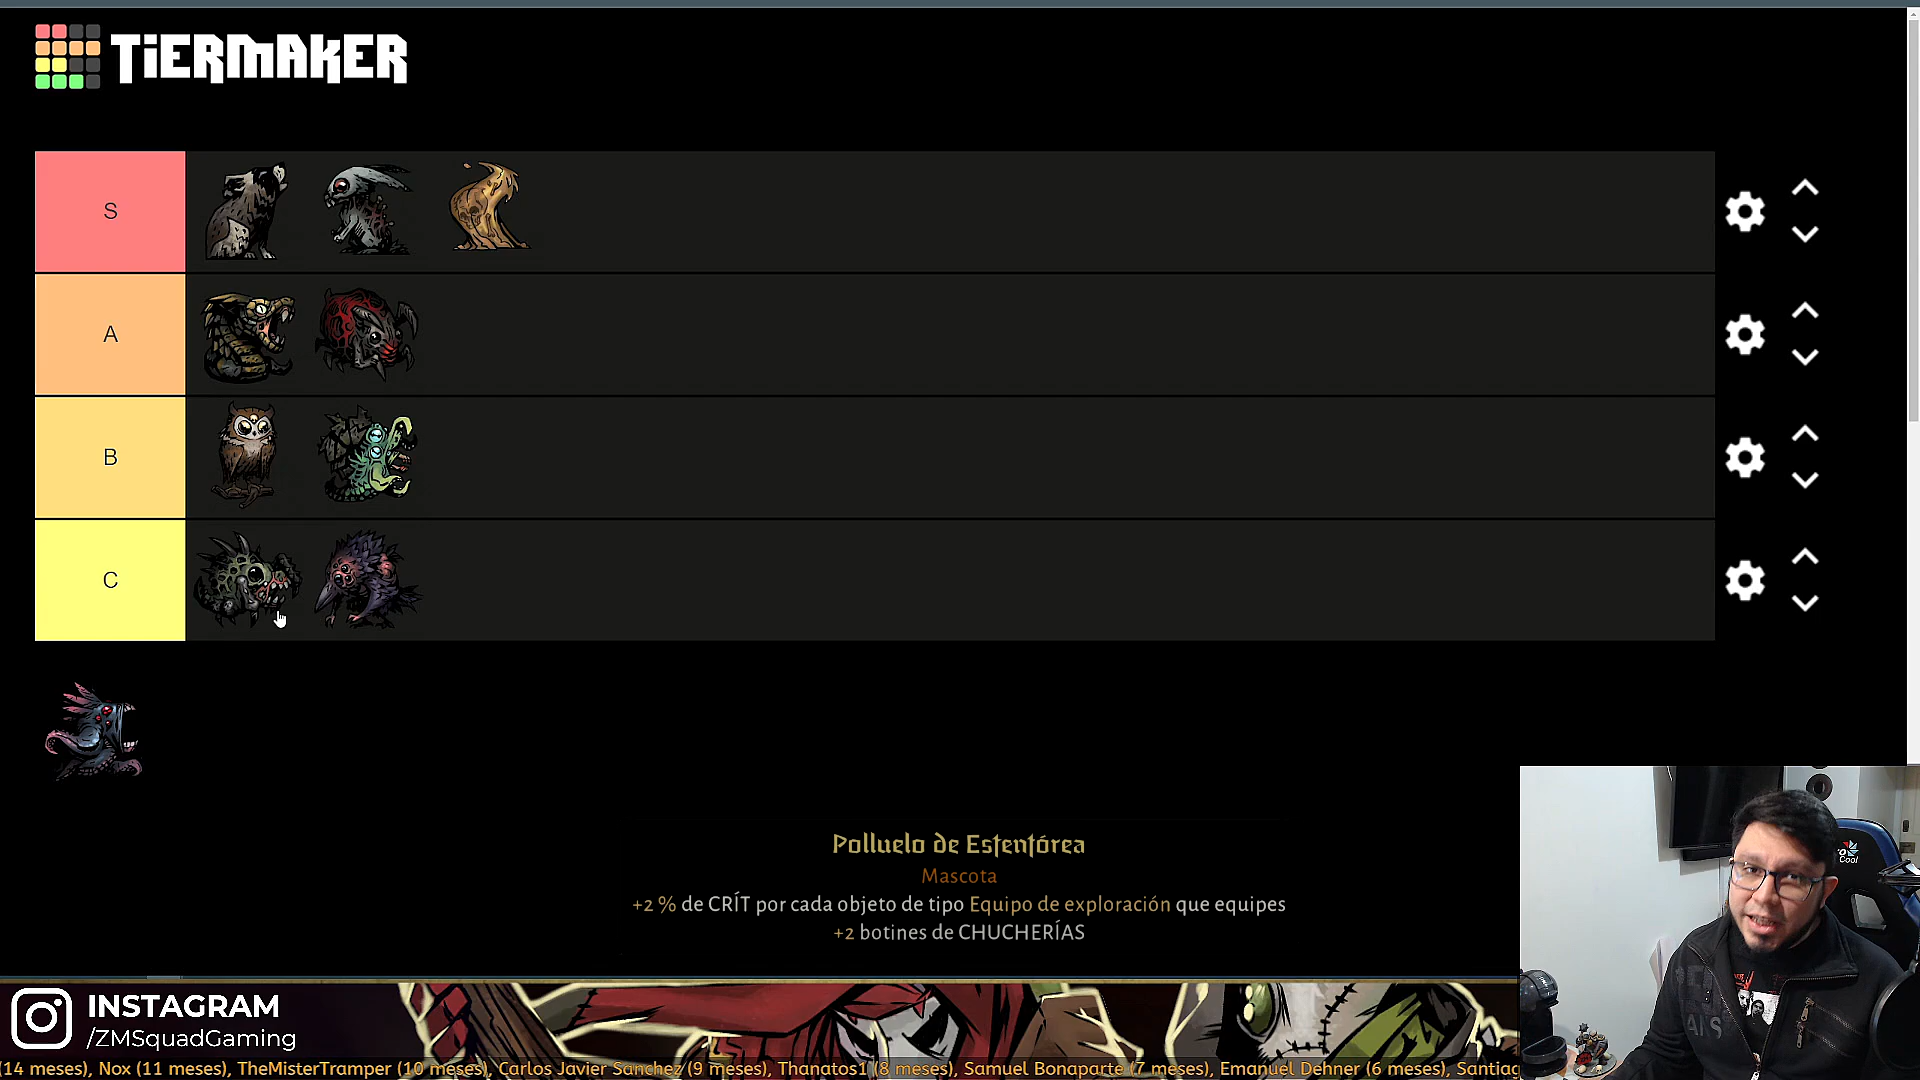 TiERMAKER
S
A
B
C
Polluelo de Estentórea
Mascota
+2 % de CRÍT por cada objeto de tipo Equipo de exploración que equipes
+2 botines de CHUCHERÍAS
INSTAGRAM
/ZMSquadGaming
(14 meses), Nox (11 meses), TheMisterTramper (10 meses), Carlos Javier Sanchez (9 meses), Thanatos1 (8 meses), Samuel Bonaparte (7 meses), Emanuel Dehner (6 meses), Santiag
Cool